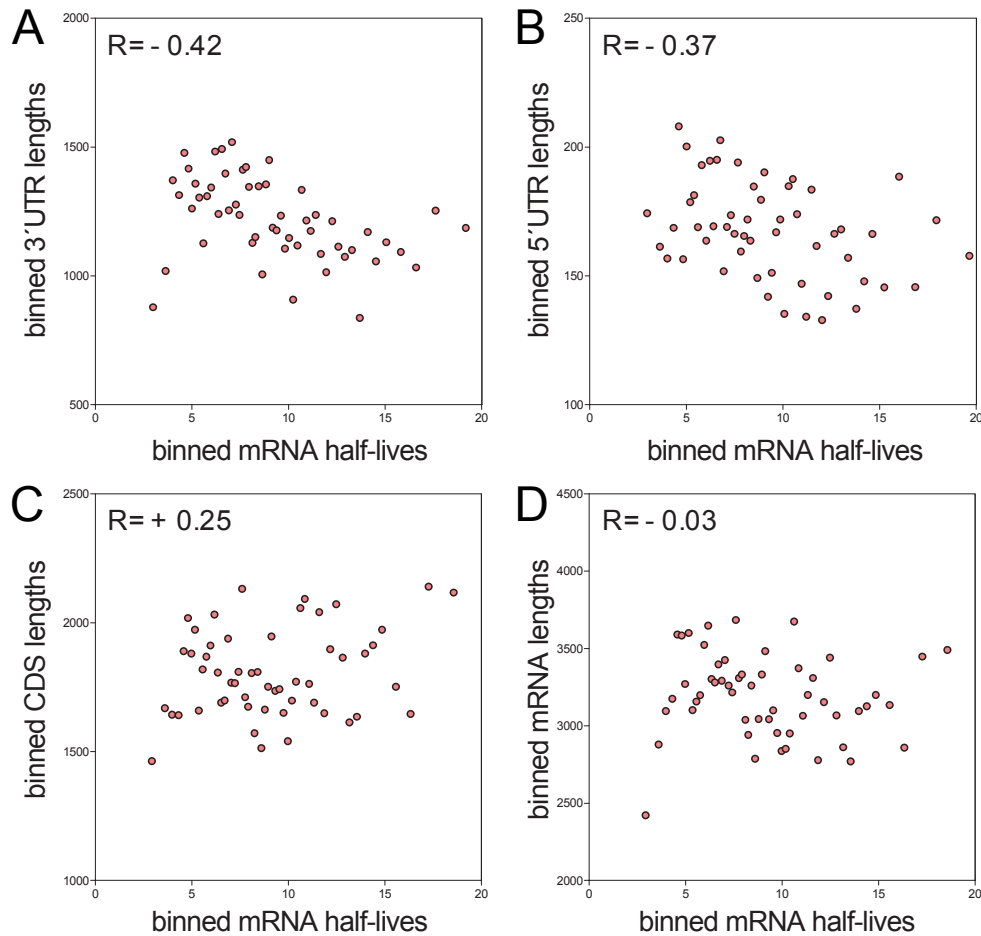 A
R= - 0.42
binned 3´UTR lengths
2000
1500
1000
500
0
5
10
15
20
binned mRNA half-lives
B
R= - 0.37
binned 5´UTR lengths
250
200
150
100
0
5
10
15
20
binned mRNA half-lives
C
R= + 0.25
binned CDS lengths
2500
2000
1500
1000
0
5
10
15
20
binned mRNA half-lives
D
R= - 0.03
binned mRNA lengths
4500
4000
3500
3000
2500
2000
0
5
10
15
20
binned mRNA half-lives